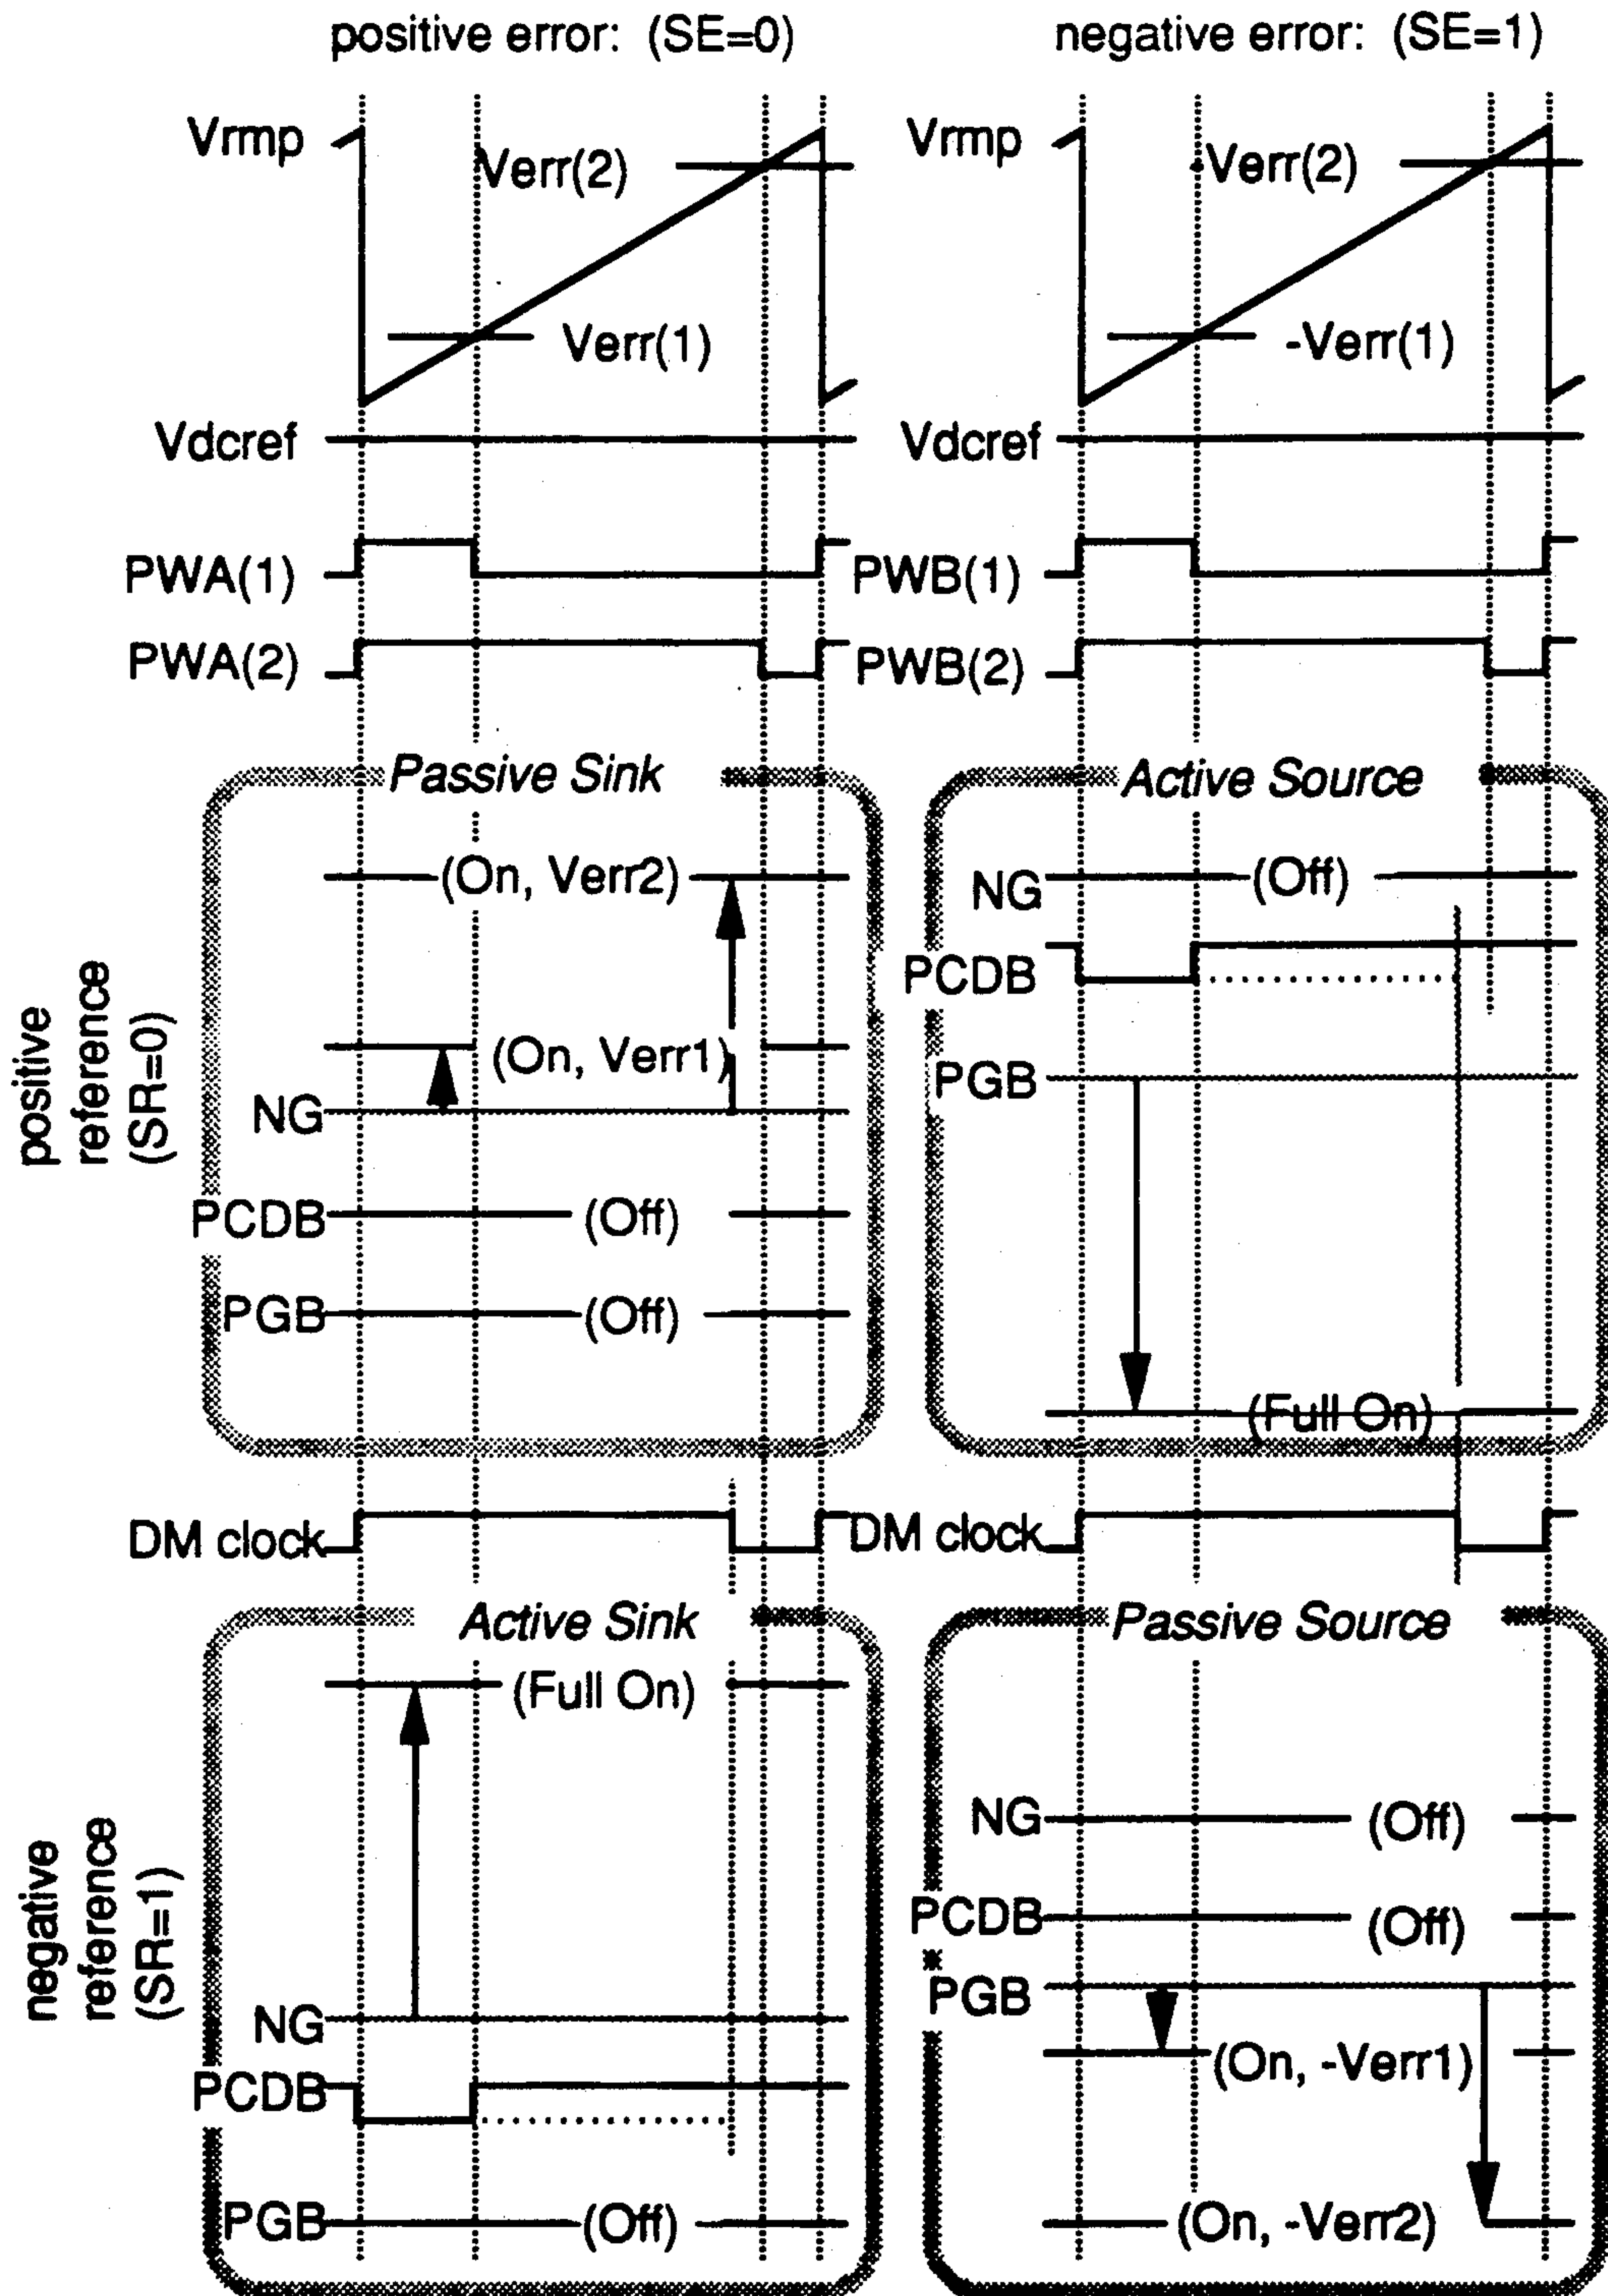 positive error: (SE=0)
negative error: (SE=1)
Vrmp
Verr(2)
Verr(1)
Vrmp
-Verr(2)
-Verr(1)
Vdcref
Vdcref
PWA(1)
PWB(1)
PWA(2)
PWB(2)
positive
reference
(SR=0)
Passive Sink
(On, Verr2)
(On, Verr1)
NG
PCDB
(Off)
PGB
(Off)
Active Source
NG
(Off)
PCDB
PGB
(Full On)
DM clock
DM clock
negative
reference
(SR=1)
Active Sink
(Full On)
NG
PCDB
PGB
(Off)
Passive Source
NG
(Off)
PCDB
(Off)
PGB
(On, -Verr1)
(On, -Verr2)